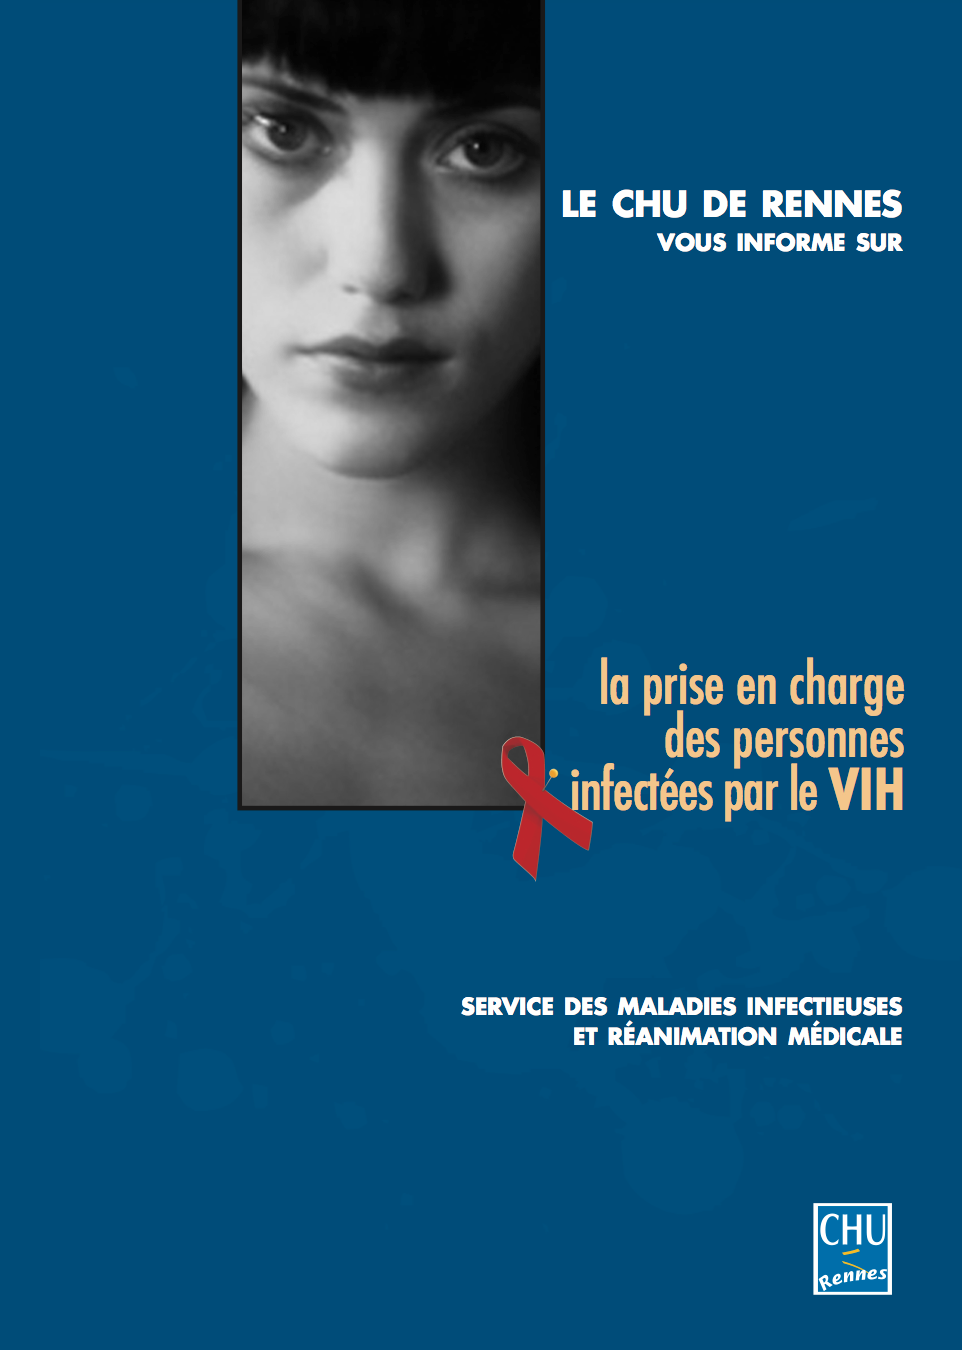 LE CHU DE RENNES
VOUS INFORME SUR
la prise en charge
des personnes
infectées par le VIH
SERVICE DES MALADIES INFECTIEUSES
ET RÉANIMATION MÉDICALE
CHU
Rennes